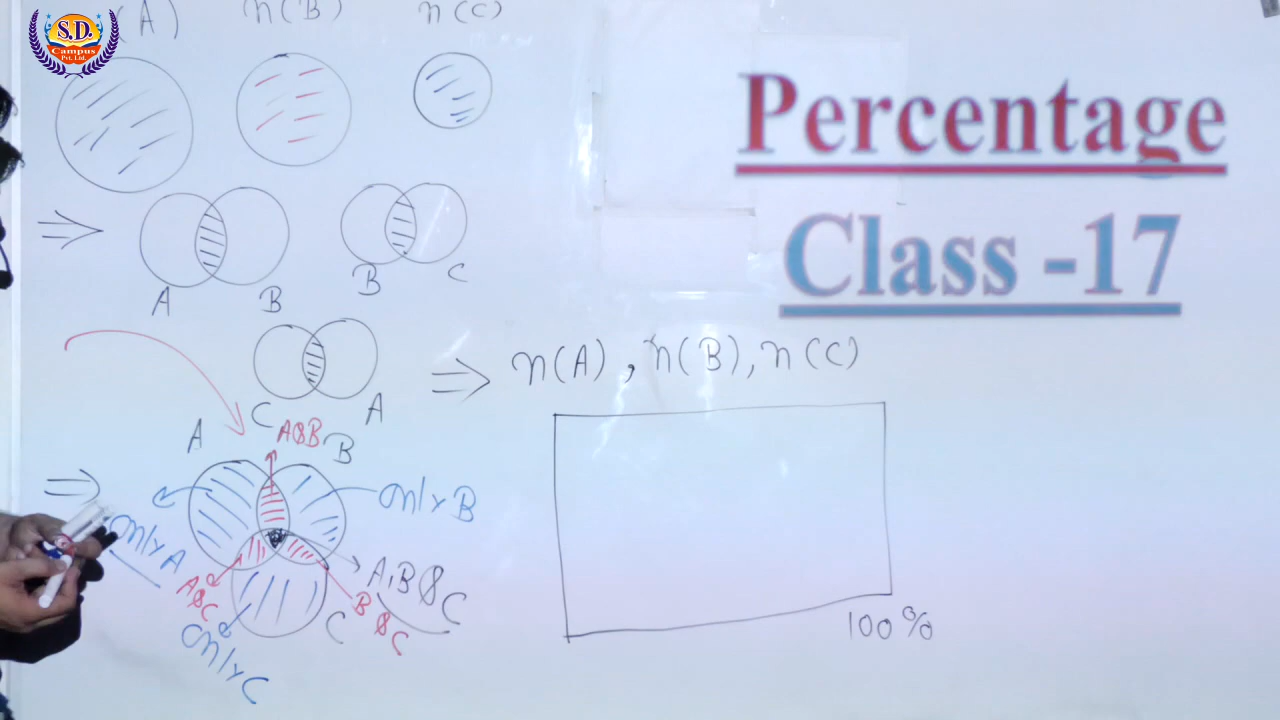 S.D.
Campus
Pvt. Ltd.
(A) n(B) n(C)
Percentage
Class -17
A B B C
C A
⇒ n(A), n(B), n(C)
A A&B B
only A only B
A&C A,B&C
B&C
C
only C
100%